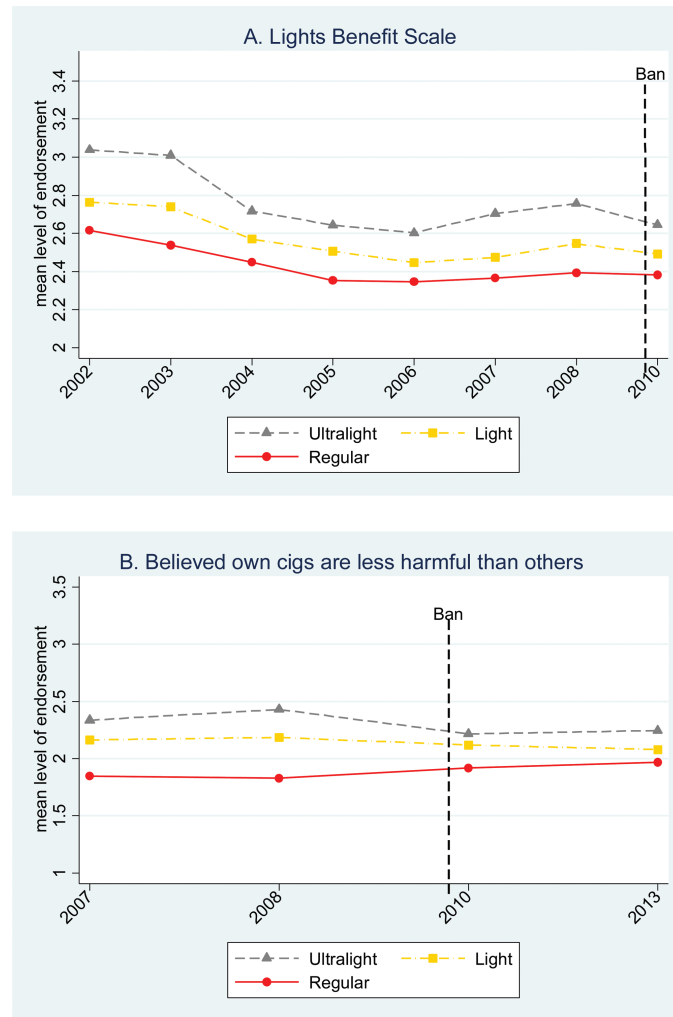 A. Lights Benefit Scale
Ban
mean level of endorsement
3.4
3.2
3
2.8
2.6
2.4
2.2
2
2002
2003
2004
2005
2006
2007
2008
2010
Ultralight
Light
Regular
B. Believed own cigs are less harmful than others
Ban
mean level of endorsement
3.5
3
2.5
2
1.5
1
2007
2008
2010
2013
Ultralight
Light
Regular